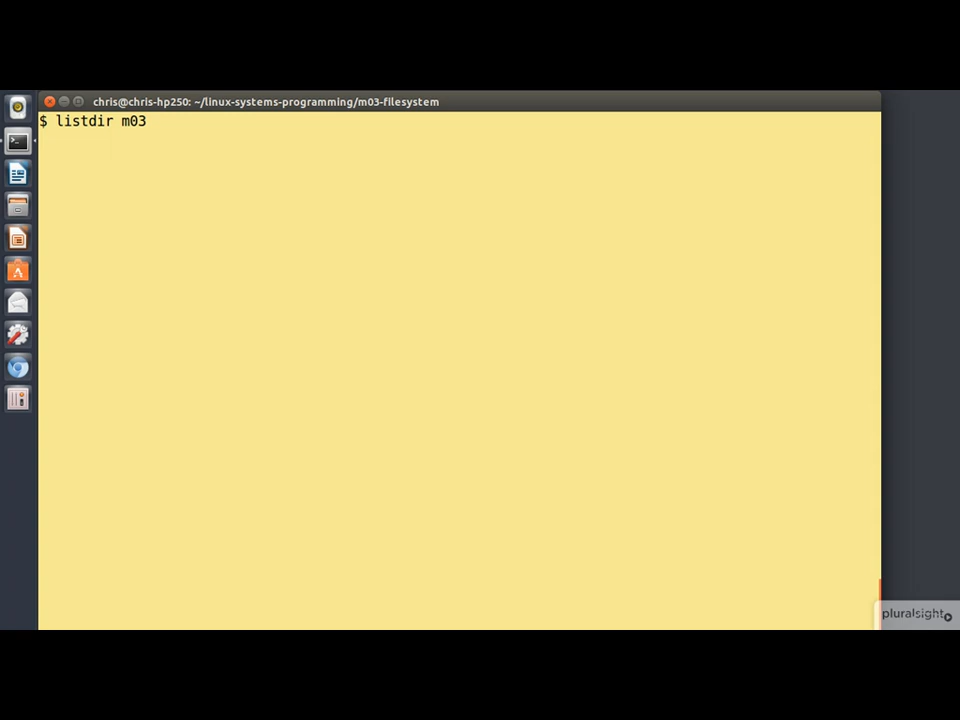 chris@chris-hp250: ~/linux-systems-programming/m03-filesystem
$ listdir m03
pluralsight